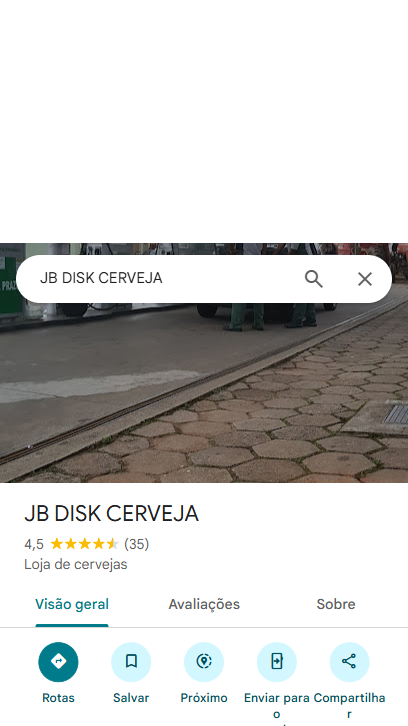 PRAZ
JB DISK CERVEJA
JB DISK CERVEJA
4,5 (35)
Loja de cervejas
Visão geral Avaliações Sobre
Rotas Salvar Próximo Enviar para o Compartilhar